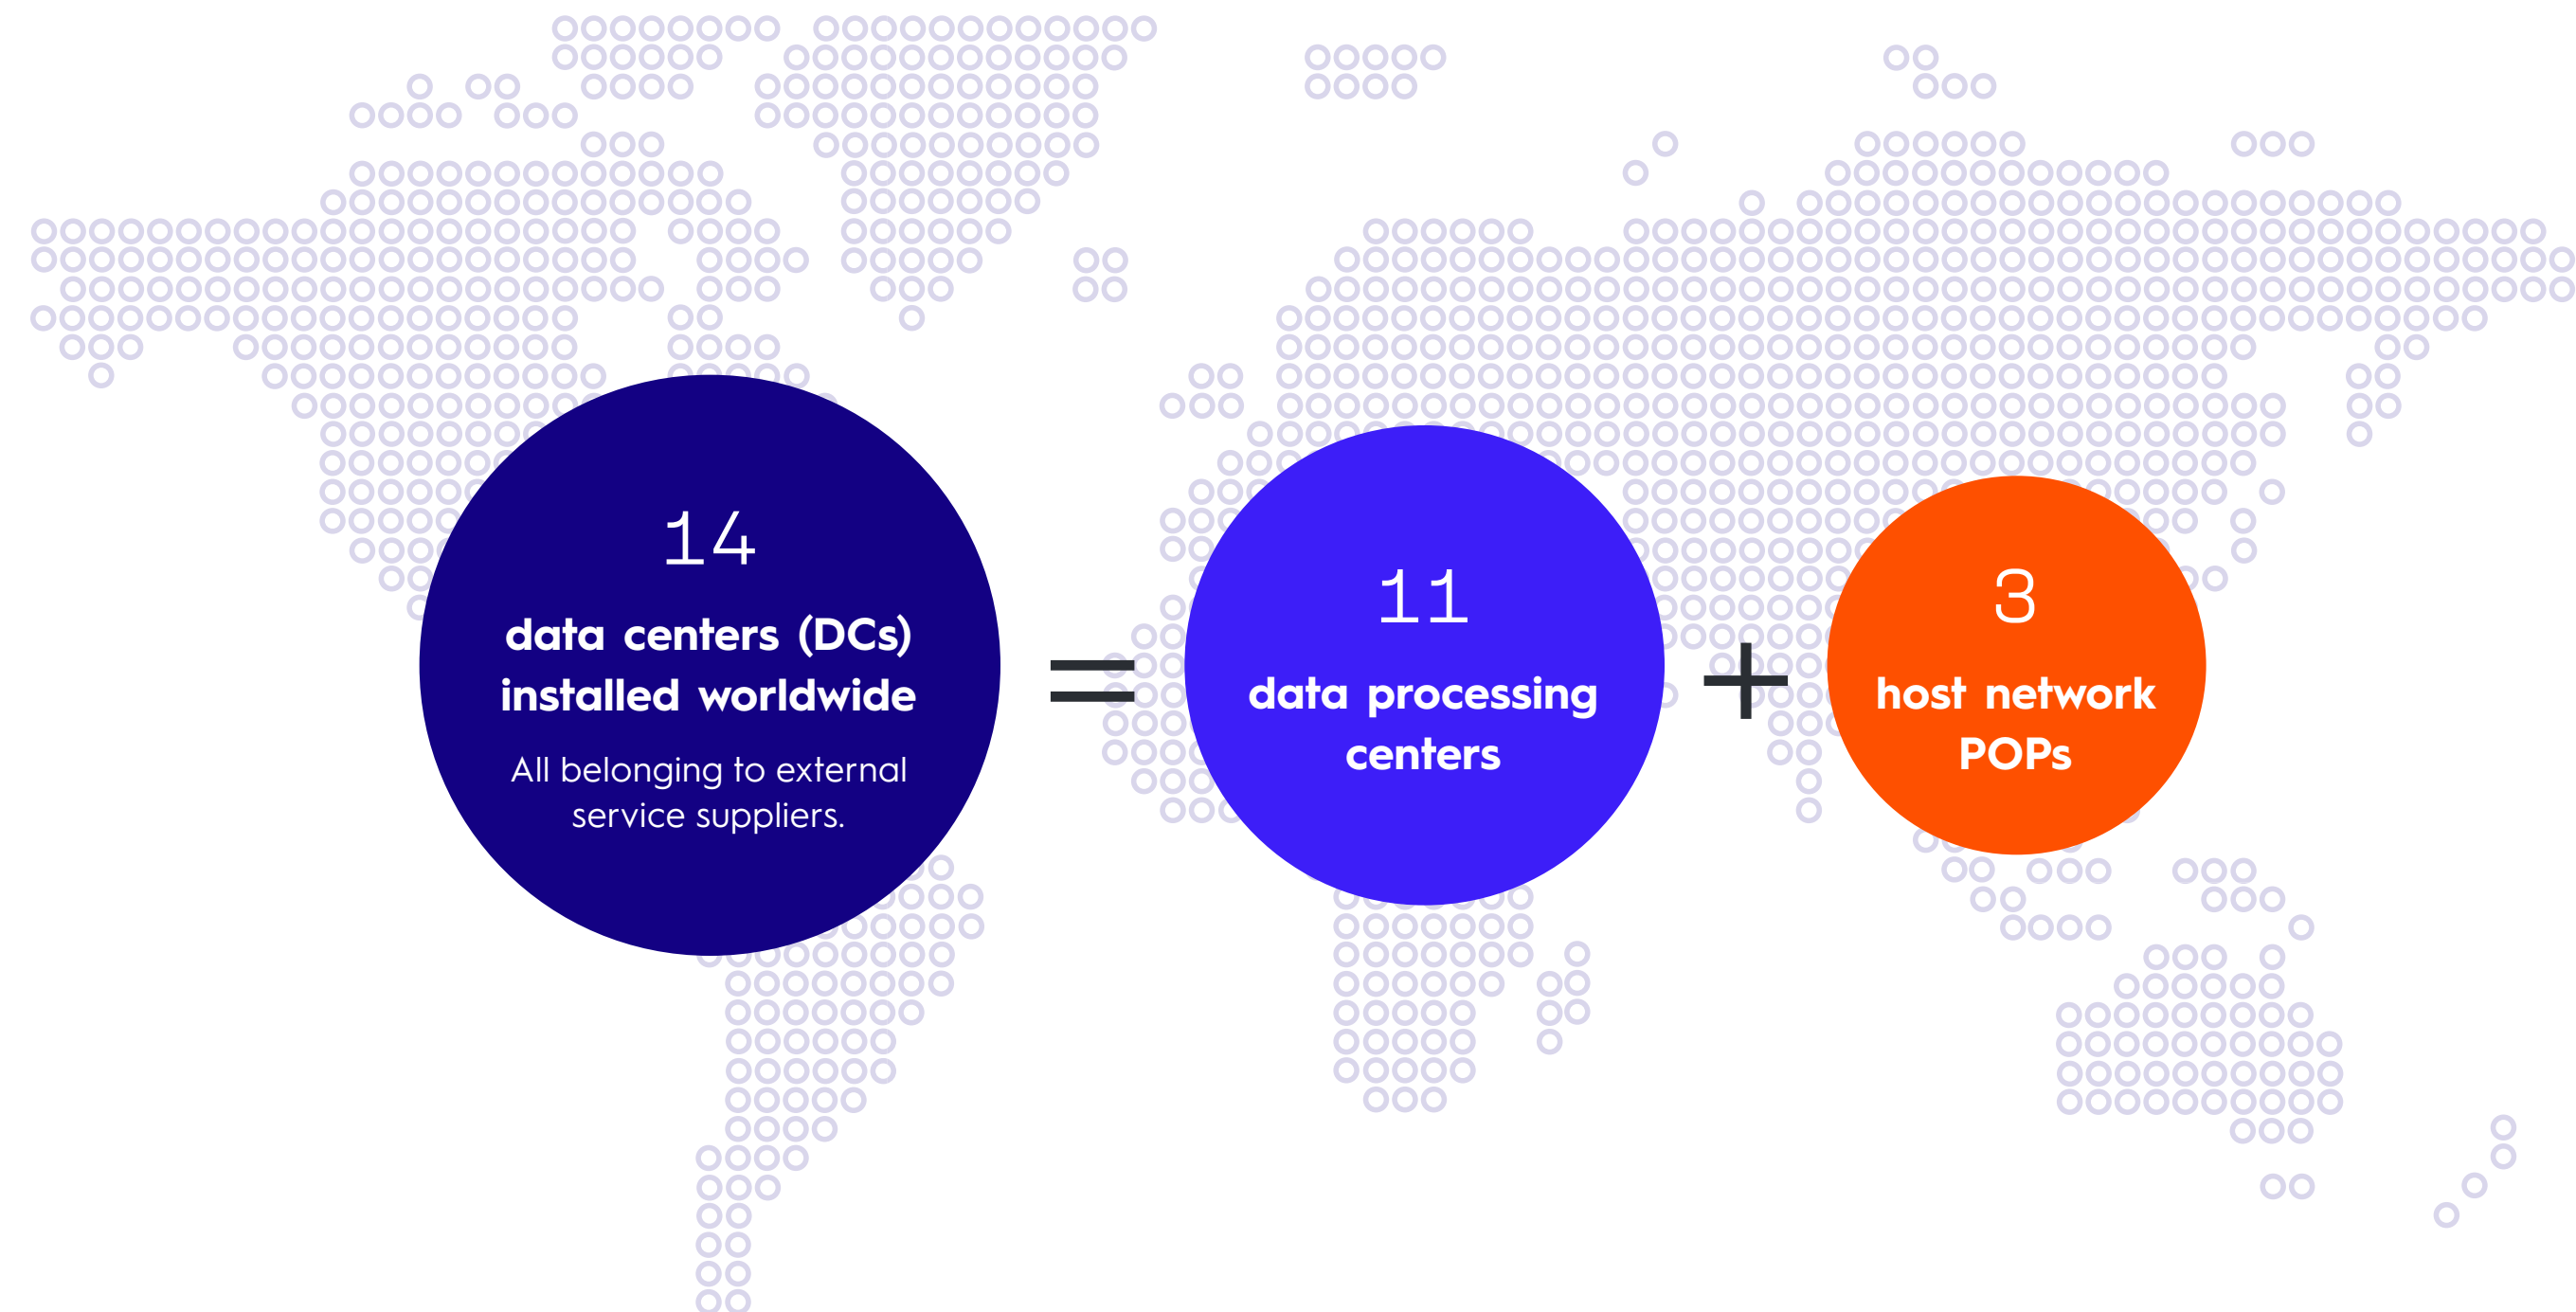 14
data centers (DCs)
installed worldwide
All belonging to external
service suppliers.
=
11
data processing
centers
+
3
host network
POPs